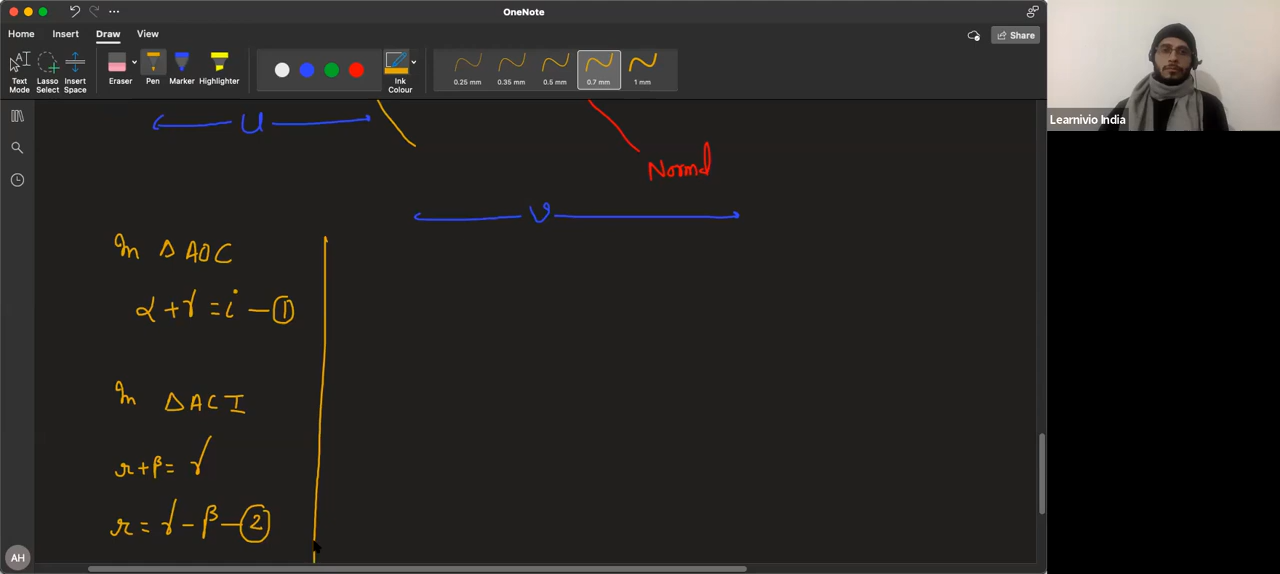 OneNote
Home Insert Draw View
Share
Text Mode
Lasso Select
Insert Space
Eraser
Pen
Marker
Highlighter
Ink Colour
0.25 mm
0.35 mm
0.5 mm
0.7 mm
1 mm
Learnivio India
U
Normal
V
In Δ AOC
α + γ = i — ①
In Δ ACI
r + β = γ
r = γ - β — ②
AH